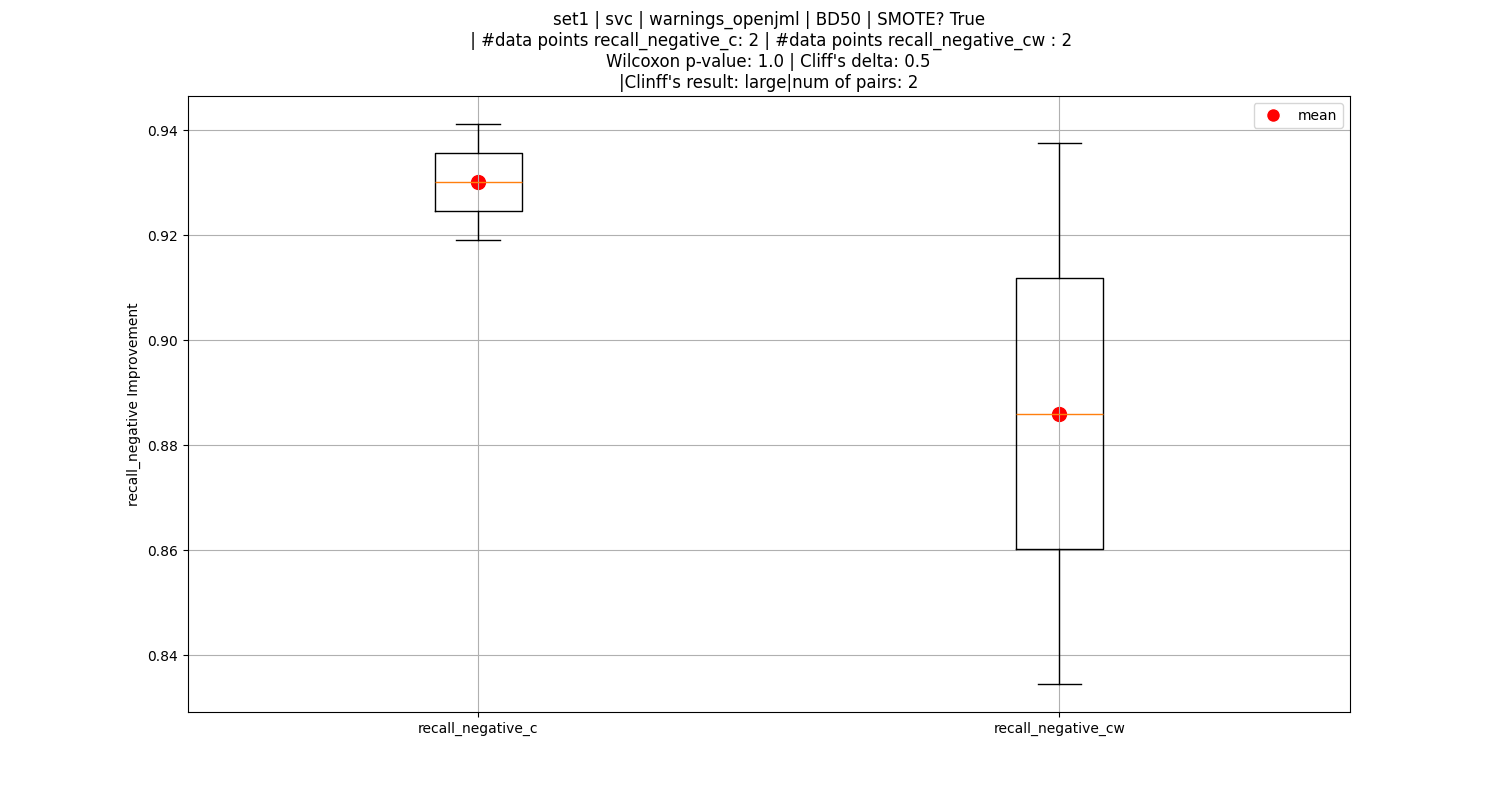 set1 | svc | warnings_openjml | BD50 | SMOTE? True
| #data points recall_negative_c: 2 | #data points recall_negative_cw : 2
Wilcoxon p-value: 1.0 | Cliff's delta: 0.5
|Clinff's result: large|num of pairs: 2
mean
0.94
0.92
0.90
0.88
0.86
0.84
recall_negative Improvement
recall_negative_c
recall_negative_cw